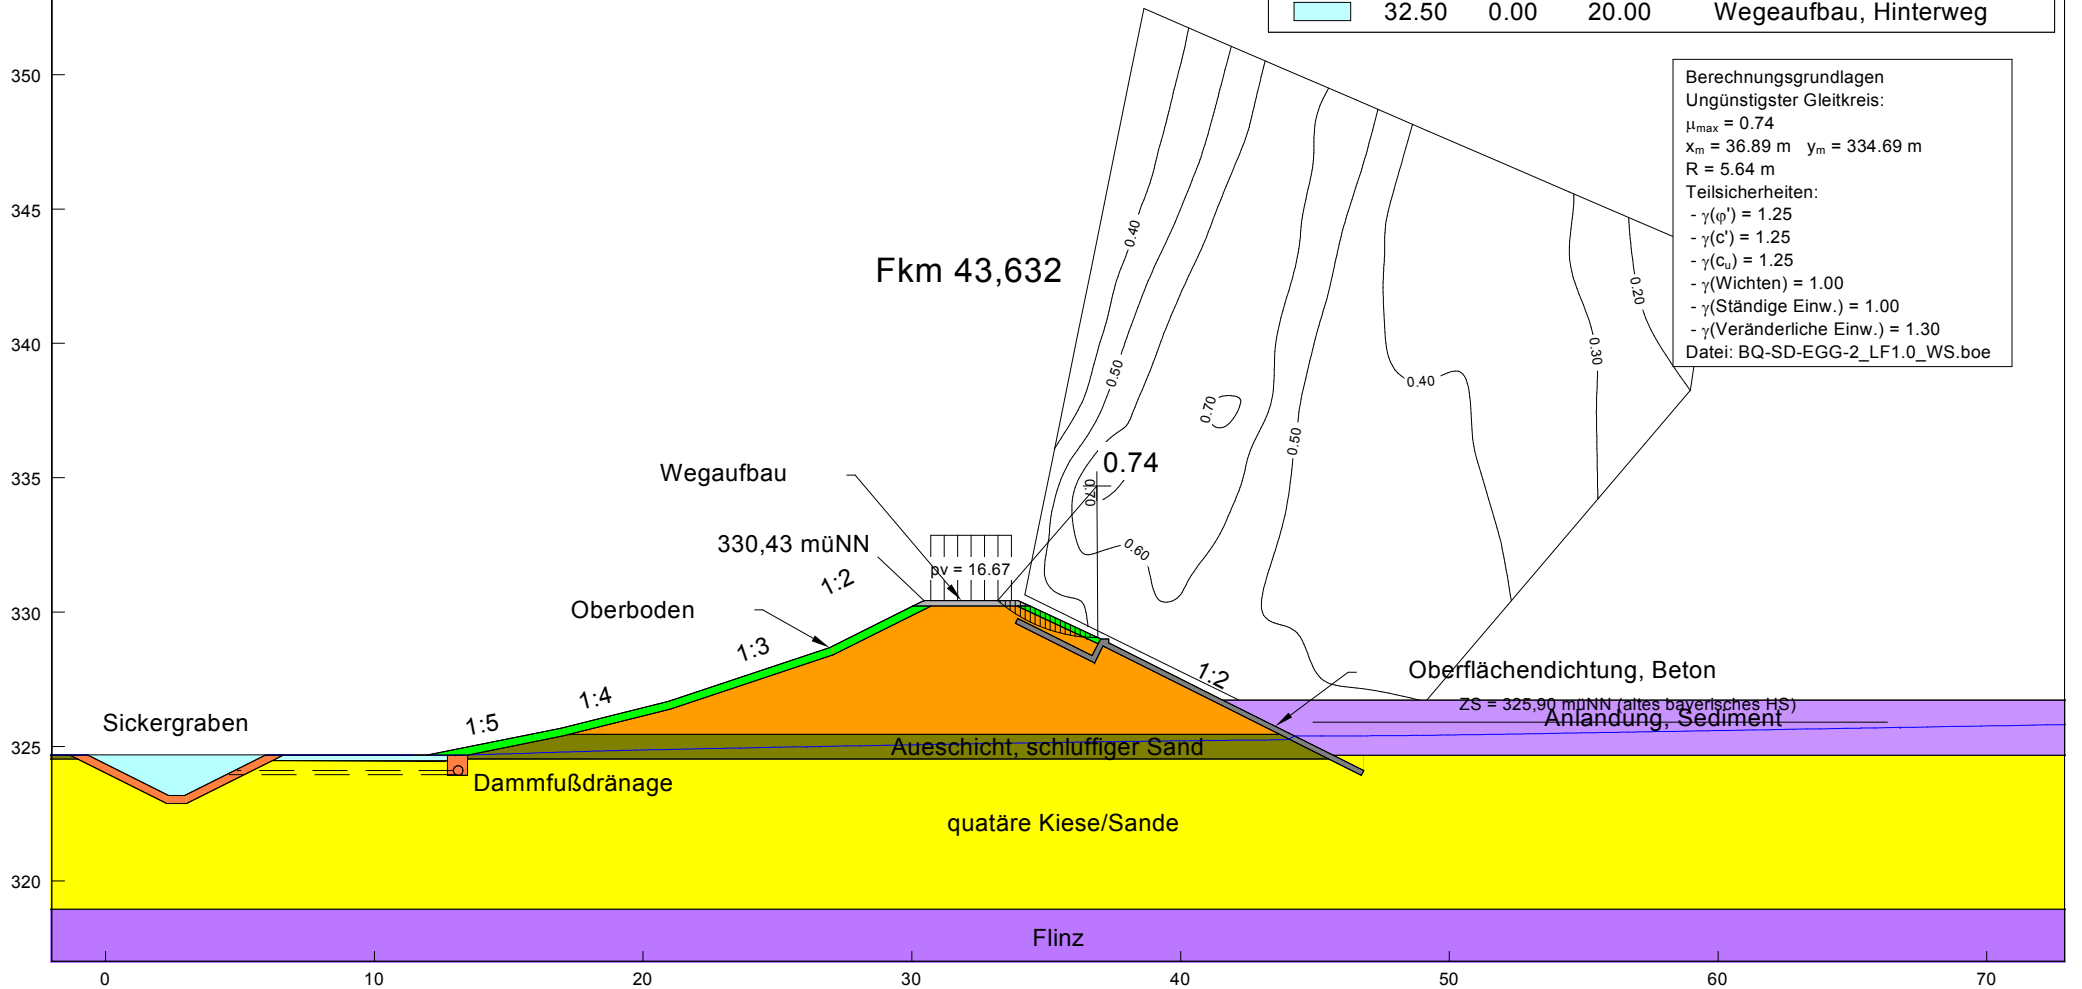 32.50 0.00 20.00 Wegeaufbau, Hinterweg
Berechnungsgrundlagen
Ungünstigster Gleitkreis:
μmax = 0.74
xm = 36.89 m ym = 334.69 m
R = 5.64 m
Teilsicherheiten:
- γ(φ') = 1.25
- γ(c') = 1.25
- γ(cu) = 1.25
- γ(Wichten) = 1.00
- γ(Ständige Einw.) = 1.00
- γ(Veränderliche Einw.) = 1.30
Datei: BQ-SD-EGG-2_LF1.0_WS.boe
350
345
340
335
330
325
320
Fkm 43,632
0.40
0.50
0.70
0.50
0.40
0.30
0.20
0.74
0.70
0.60
Wegaufbau
330,43 müNN
pv = 16.67
1:2
Oberboden
1:3
1:4
1:5
1:2
Sickergraben
Oberflächendichtung, Beton
ZS = 325,90 müNN (altes bayerisches HS)
Anlandung, Sediment
Aueschicht, schluffiger Sand
Dammfußdränage
quatäre Kiese/Sande
Flinz
0 10 20 30 40 50 60 70